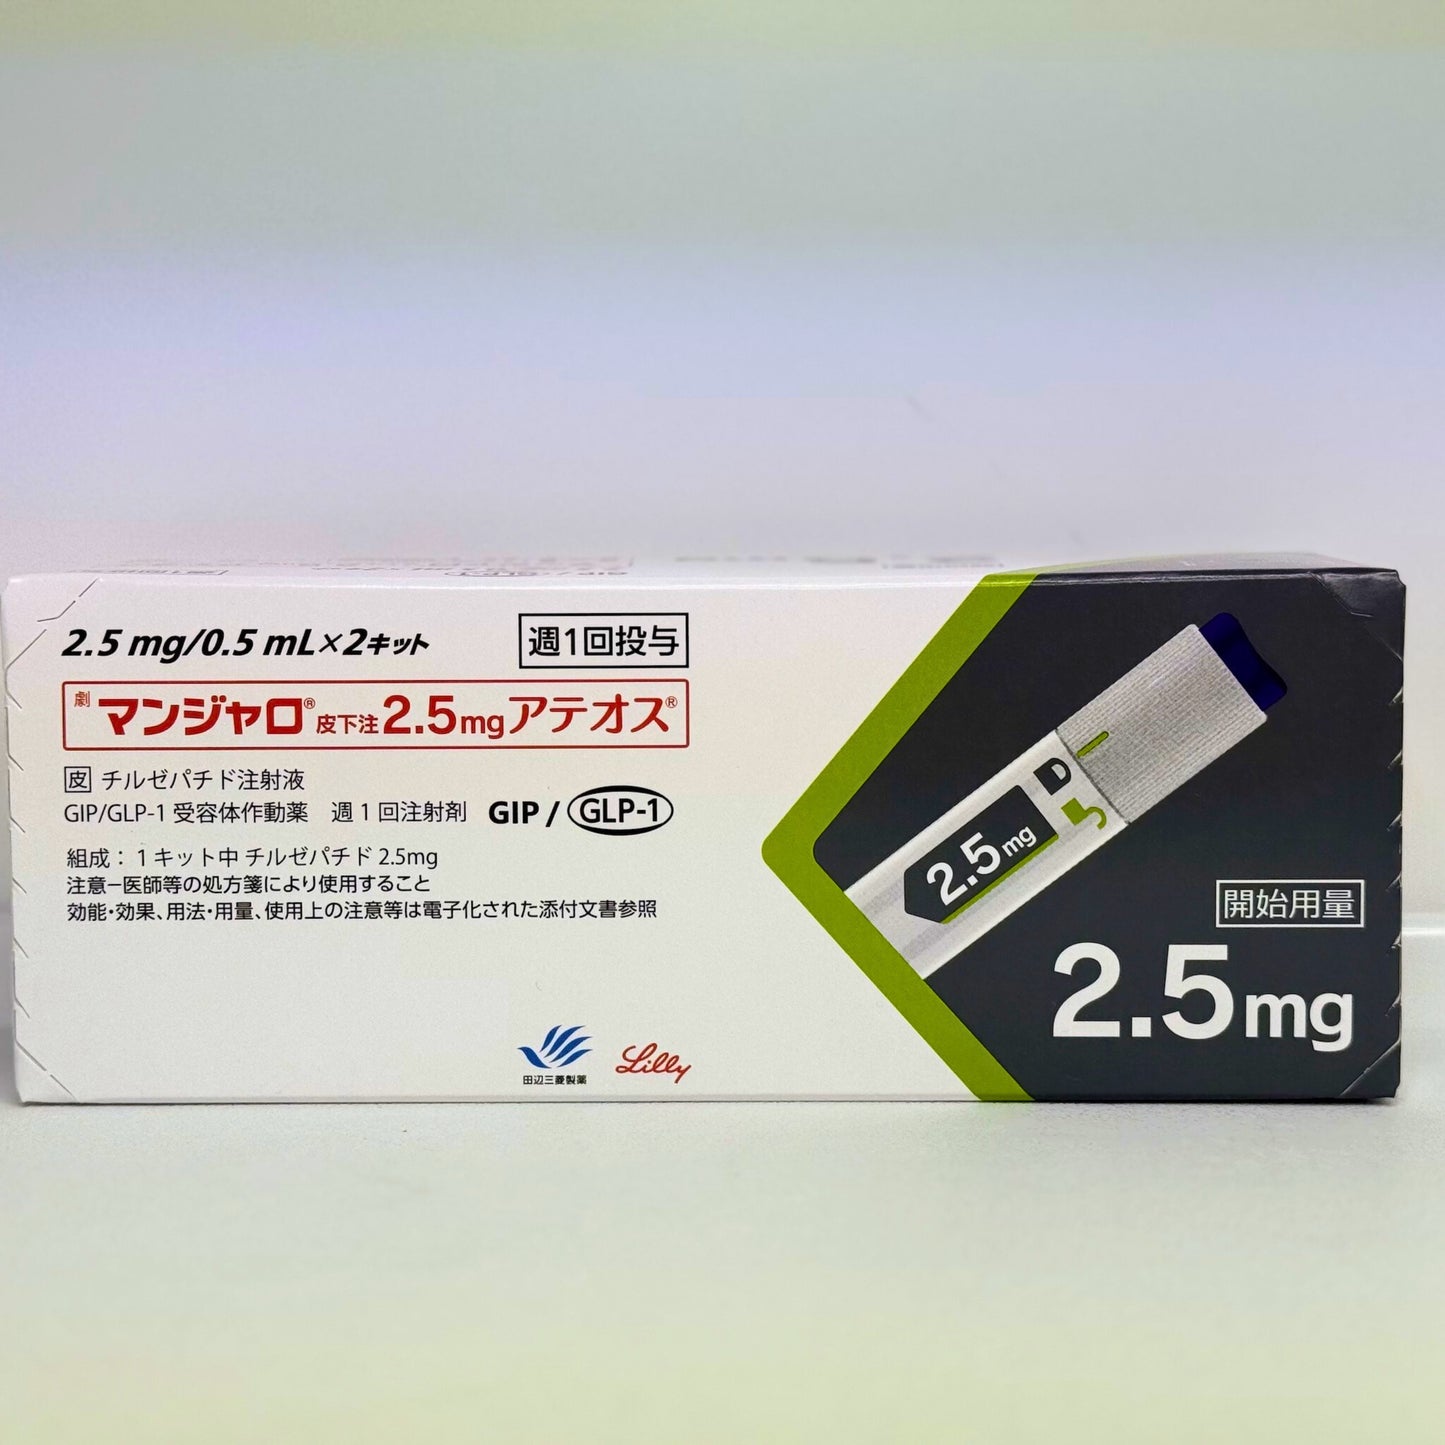 2.5 mg/0.5 mL×2キット
週1回投与
劇 マンジャロ® 皮下注 2.5mg アテオス®
皮 チルゼパチド注射液
GIP/GLP-1 受容体作動薬 週1回注射剤 GIP / GLP-1
組成：1キット中 チルゼパチド 2.5mg
注意－医師等の処方箋により使用すること
効能・効果、用法・用量、使用上の注意等は電子化された添付文書参照
田辺三菱製薬
Lilly
2.5mg
開始用量
2.5mg